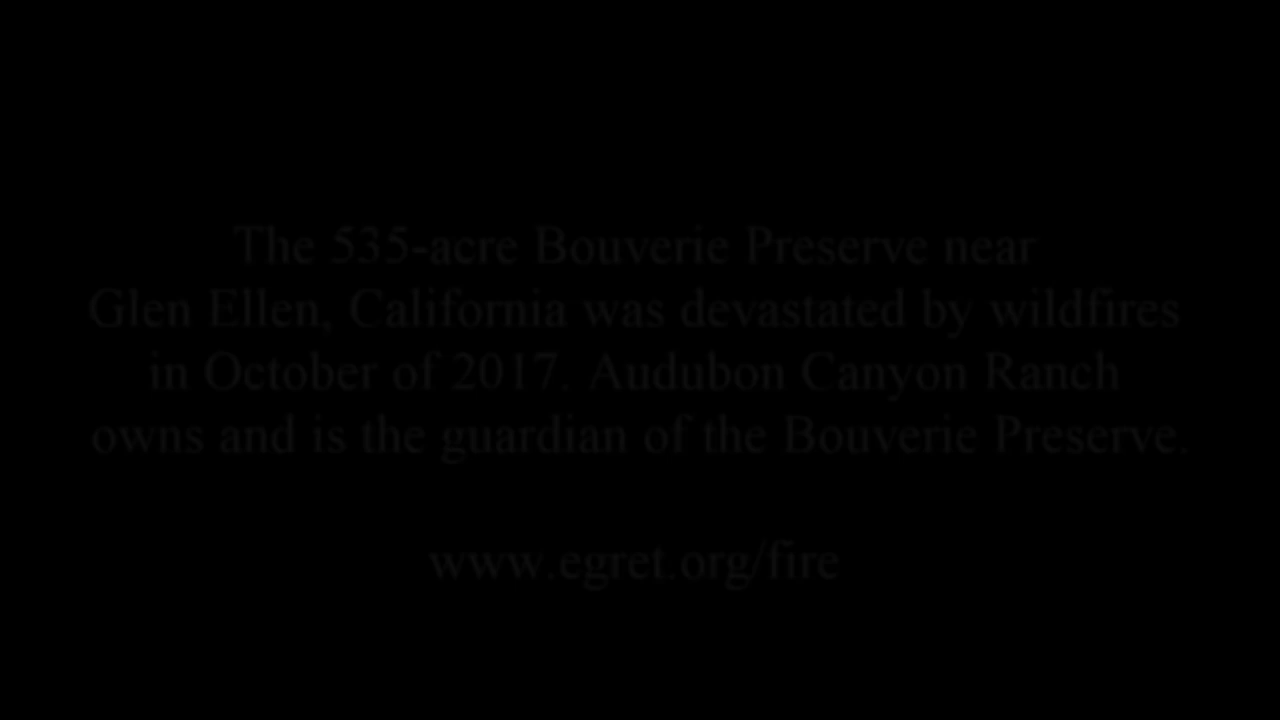 The 535-acre Bouverie Preserve near
Glen Ellen, California was devastated by wildfires
in October of 2017. Audubon Canyon Ranch
owns and is the guardian of the Bouverie Preserve.
www.egret.org/fire